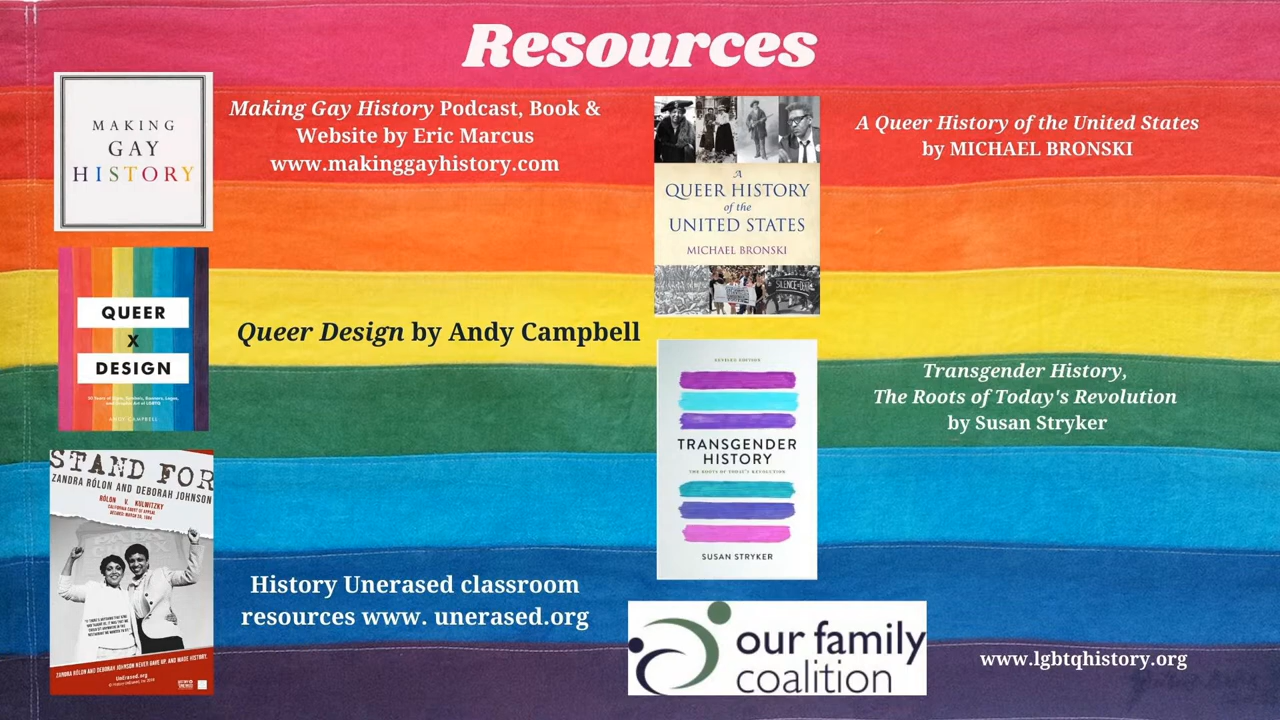 Resources
MAKING
GAY
HISTORY
Making Gay History Podcast, Book &
Website by Eric Marcus
www.makinggayhistory.com
QUEER
X
DESIGN
ANDY CAMPBELL
Queer Design by Andy Campbell
STAND FOR
ZANDRA RÓLON AND DEBORAH JOHNSON
RÓLON V. KULWITZKY
CALIFORNIA COURT OF APPEAL
ZANDRA RÓLON AND DEBORAH JOHNSON NEVER GAVE UP, AND MADE HISTORY.
UnErased.org
History Unerased classroom
resources www. unerased.org
A
QUEER HISTORY
of the
UNITED STATES
MICHAEL BRONSKI
A Queer History of the United States
by MICHAEL BRONSKI
REVISED EDITION
TRANSGENDER
HISTORY
THE ROOTS OF TODAY'S REVOLUTION
SUSAN STRYKER
Transgender History,
The Roots of Today's Revolution
by Susan Stryker
our family
coalition
www.lgbtqhistory.org